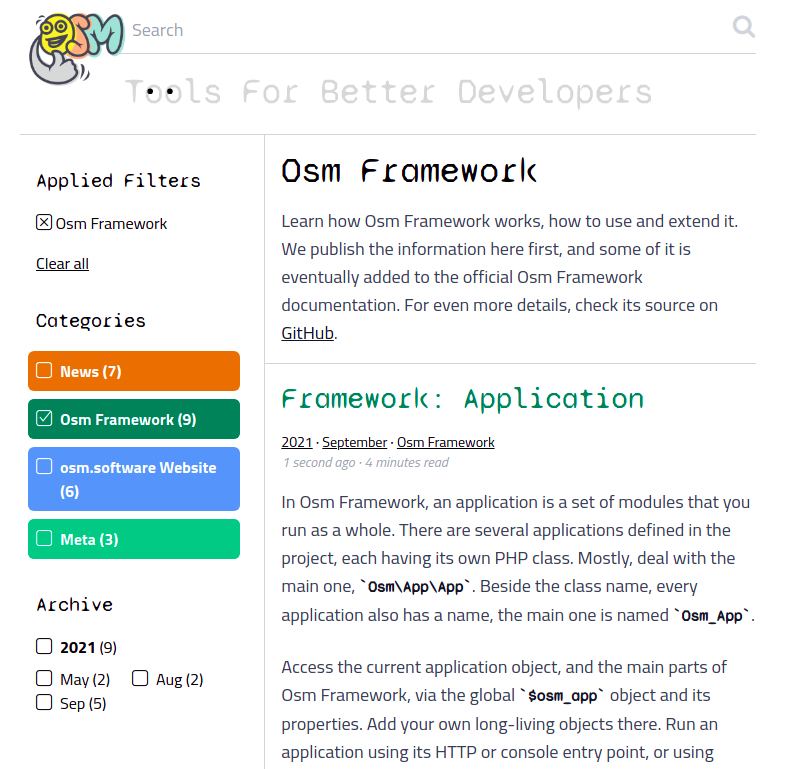 OSM
Search
Tools For Better Developers
Applied Filters
Osm Framework
Clear all
Categories
News (7)
Osm Framework (9)
osm.software Website
(6)
Meta (3)
Archive
2021 (9)
May (2) Aug (2)
Sep (5)
Osm Framework
Learn how Osm Framework works, how to use and extend it.
We publish the information here first, and some of it is
eventually added to the official Osm Framework
documentation. For even more details, check its source on
GitHub.
Framework: Application
2021 · September · Osm Framework
1 second ago · 4 minutes read
In Osm Framework, an application is a set of modules that you
run as a whole. There are several applications defined in the
project, each having its own PHP class. Mostly, deal with the
main one, `Osm\App\App`. Beside the class name, every
application also has a name, the main one is named `Osm_App`.
Access the current application object, and the main parts of
Osm Framework, via the global `$osm_app` object and its
properties. Add your own long-living objects there. Run an
application using its HTTP or console entry point, or using